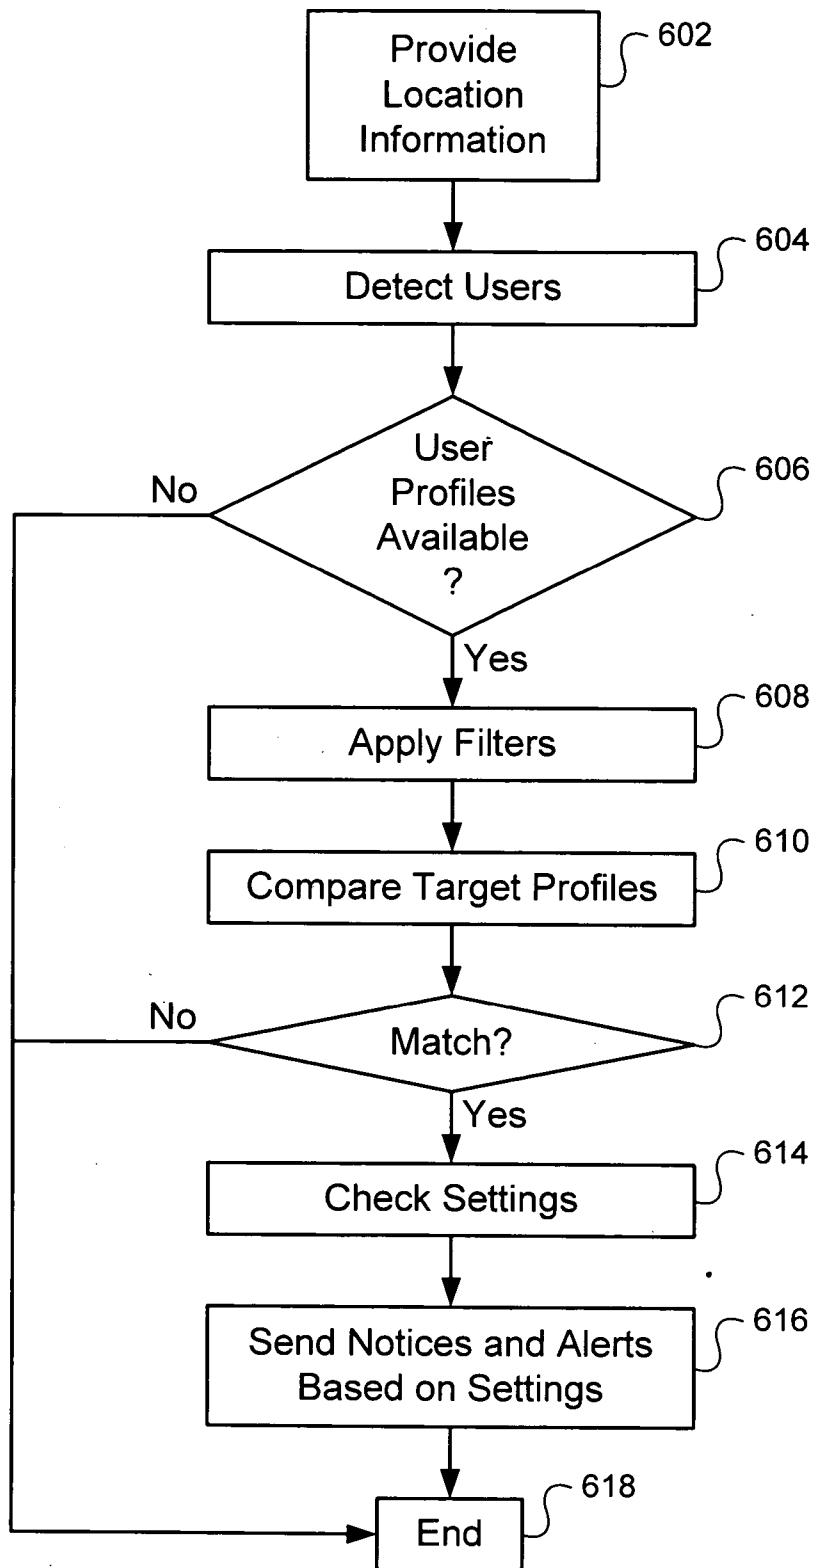 Provide
Location
Information
602
Detect Users
604
User
Profiles
Available
?
606
No
Yes
Apply Filters
608
Compare Target Profiles
610
Match?
612
No
Yes
Check Settings
614
Send Notices and Alerts
Based on Settings
616
End
618